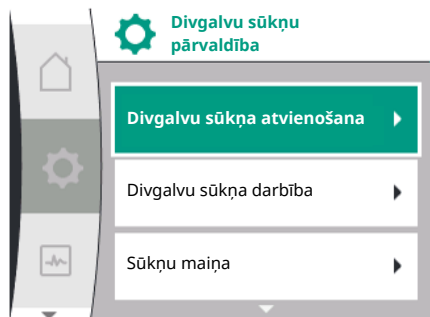 Divgalvu sūkņu
pārvaldība
Divgalvu sūkņa atvienošana
Divgalvu sūkņa darbība
Sūkņu maiņa